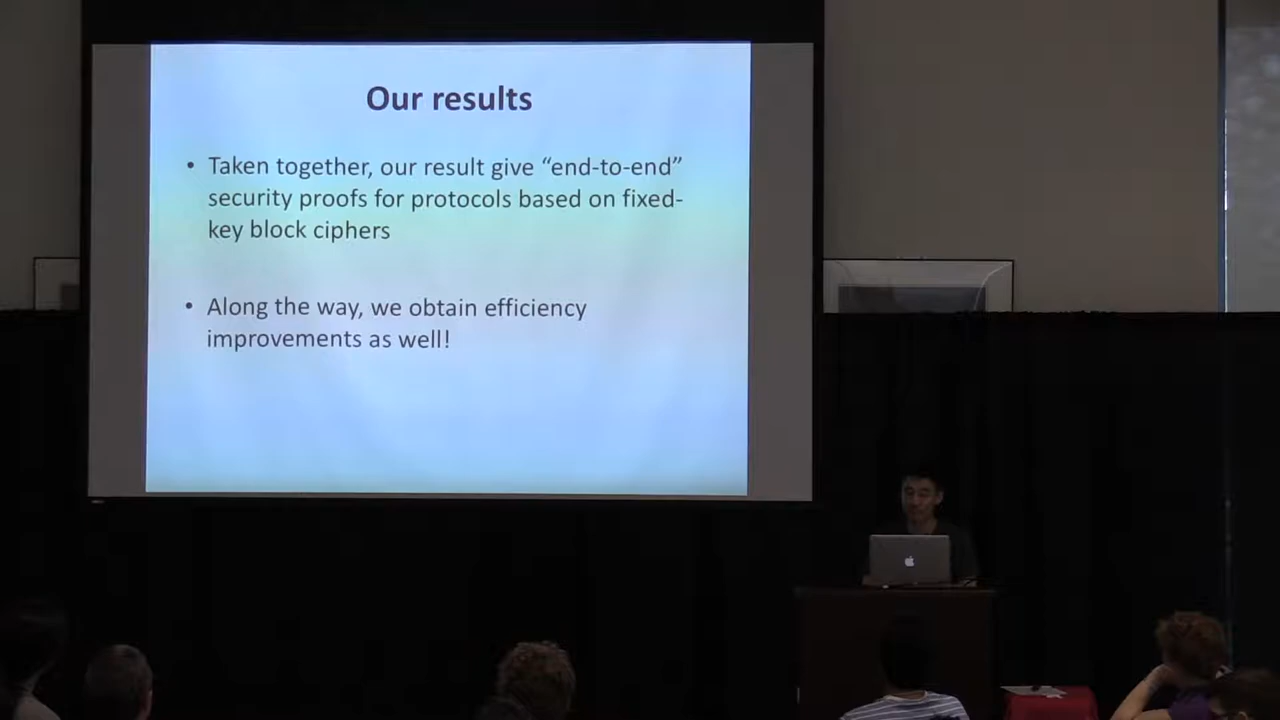 Our results
• Taken together, our result give “end-to-end”
security proofs for protocols based on fixed-
key block ciphers
• Along the way, we obtain efficiency
improvements as well!